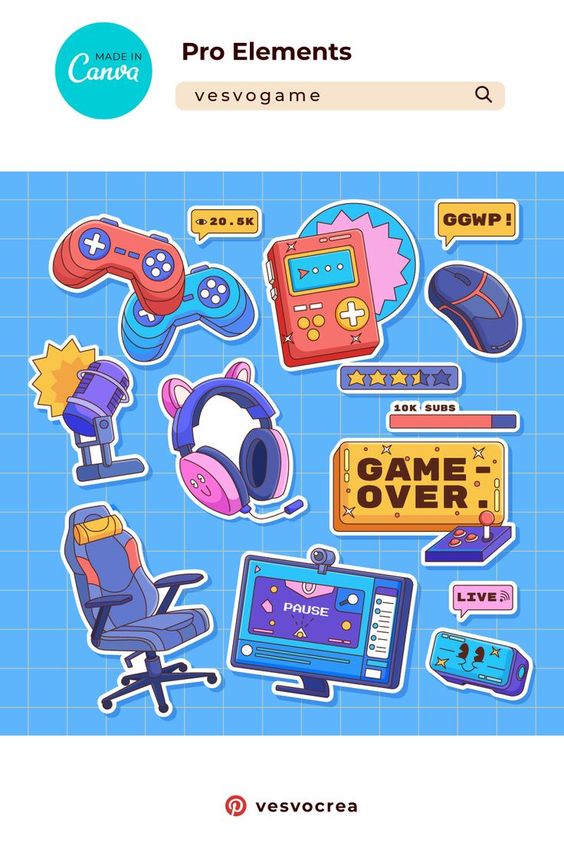 MADE IN
Canva
Pro Elements
vesvogame
20.5K
GGWP!
10K SUBS
GAME-
OVER.
PAUSE
LIVE
vesvocrea